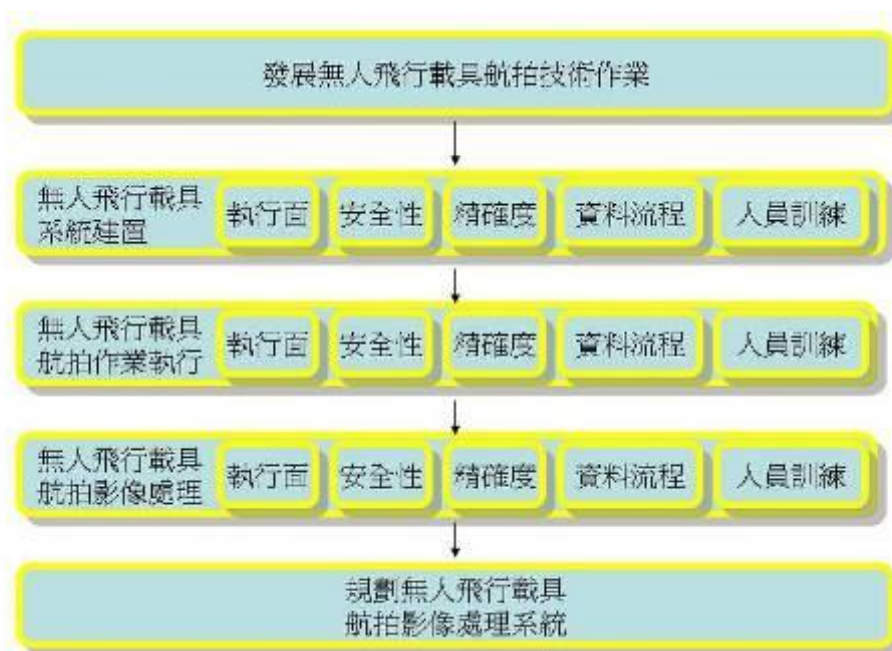 發展無人飛行載具航拍技術作業
無人飛行載具
系統建置
執行面 安全性 精確度 資料流程 人員訓練
無人飛行載具
航拍作業執行
執行面 安全性 精確度 資料流程 人員訓練
無人飛行載具
航拍影像處理
執行面 安全性 精確度 資料流程 人員訓練
規劃無人飛行載具
航拍影像處理系統